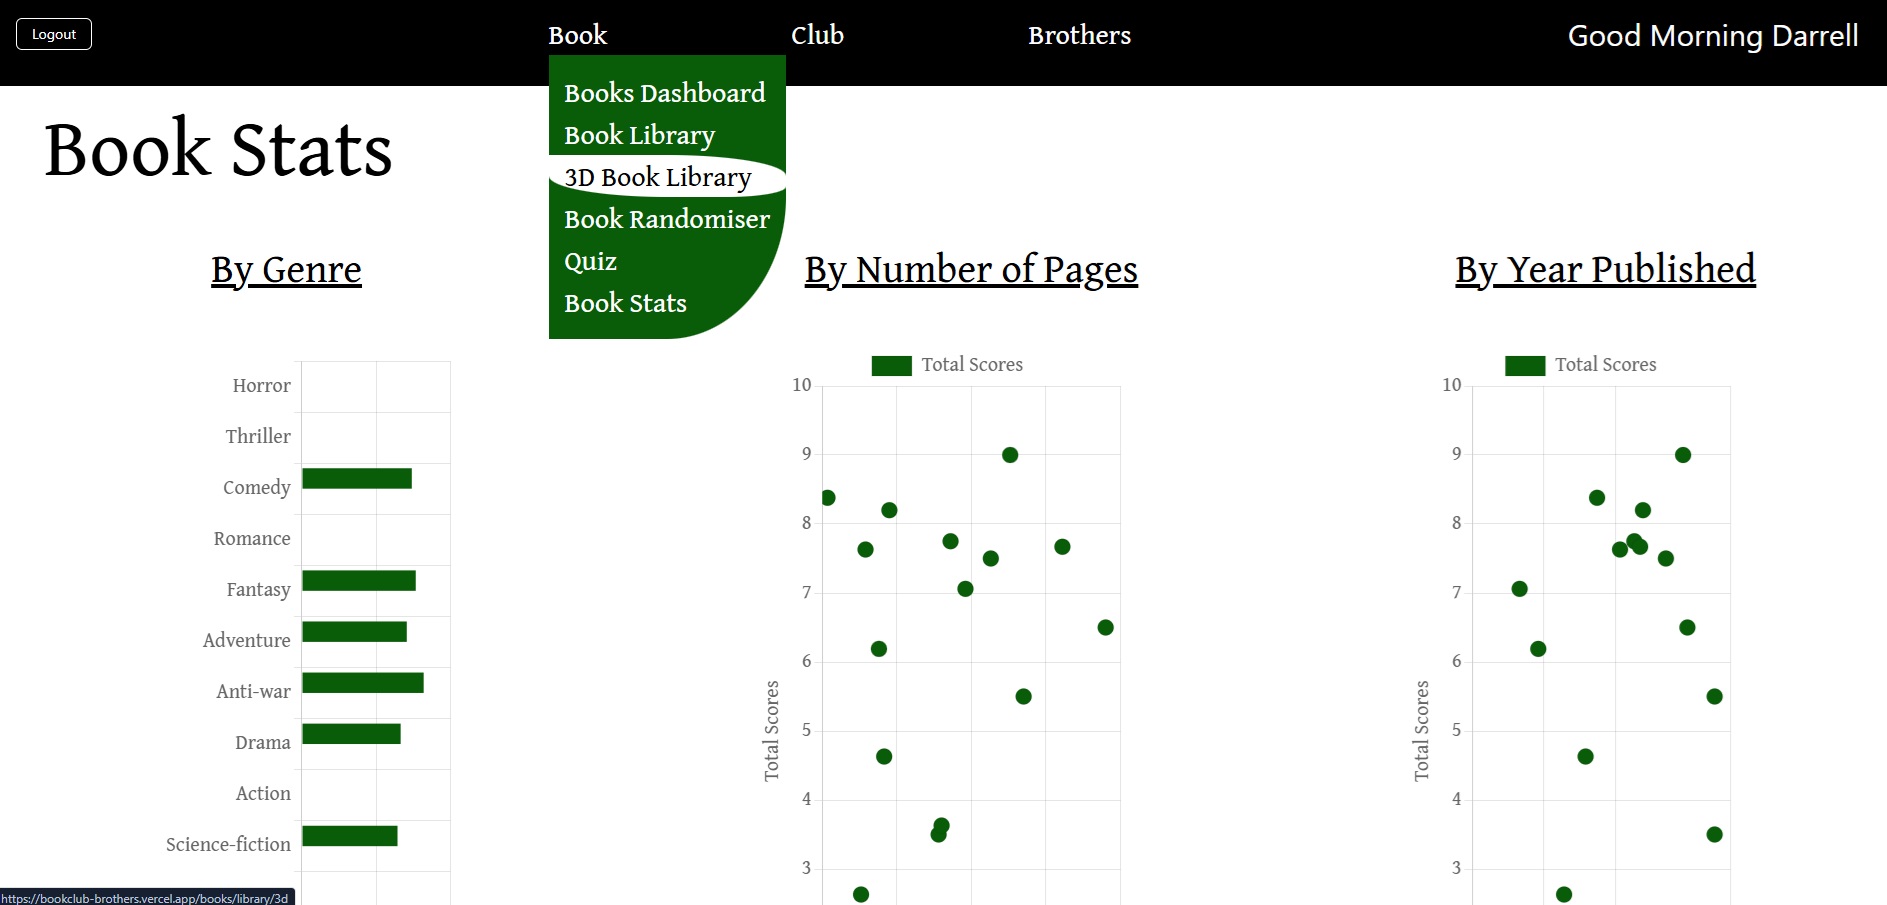 Logout
Book
Club
Brothers
Good Morning Darrell
Books Dashboard
Book Library
3D Book Library
Book Randomiser
Quiz
Book Stats
Book Stats
By Genre
Horror
Thriller
Comedy
Romance
Fantasy
Adventure
Anti-war
Drama
Action
Science-fiction
By Number of Pages
Total Scores
10
9
8
7
6
5
4
3
Total Scores
By Year Published
Total Scores
10
9
8
7
6
5
4
3
Total Scores
https://bookclub-brothers.vercel.app/books/library/3d